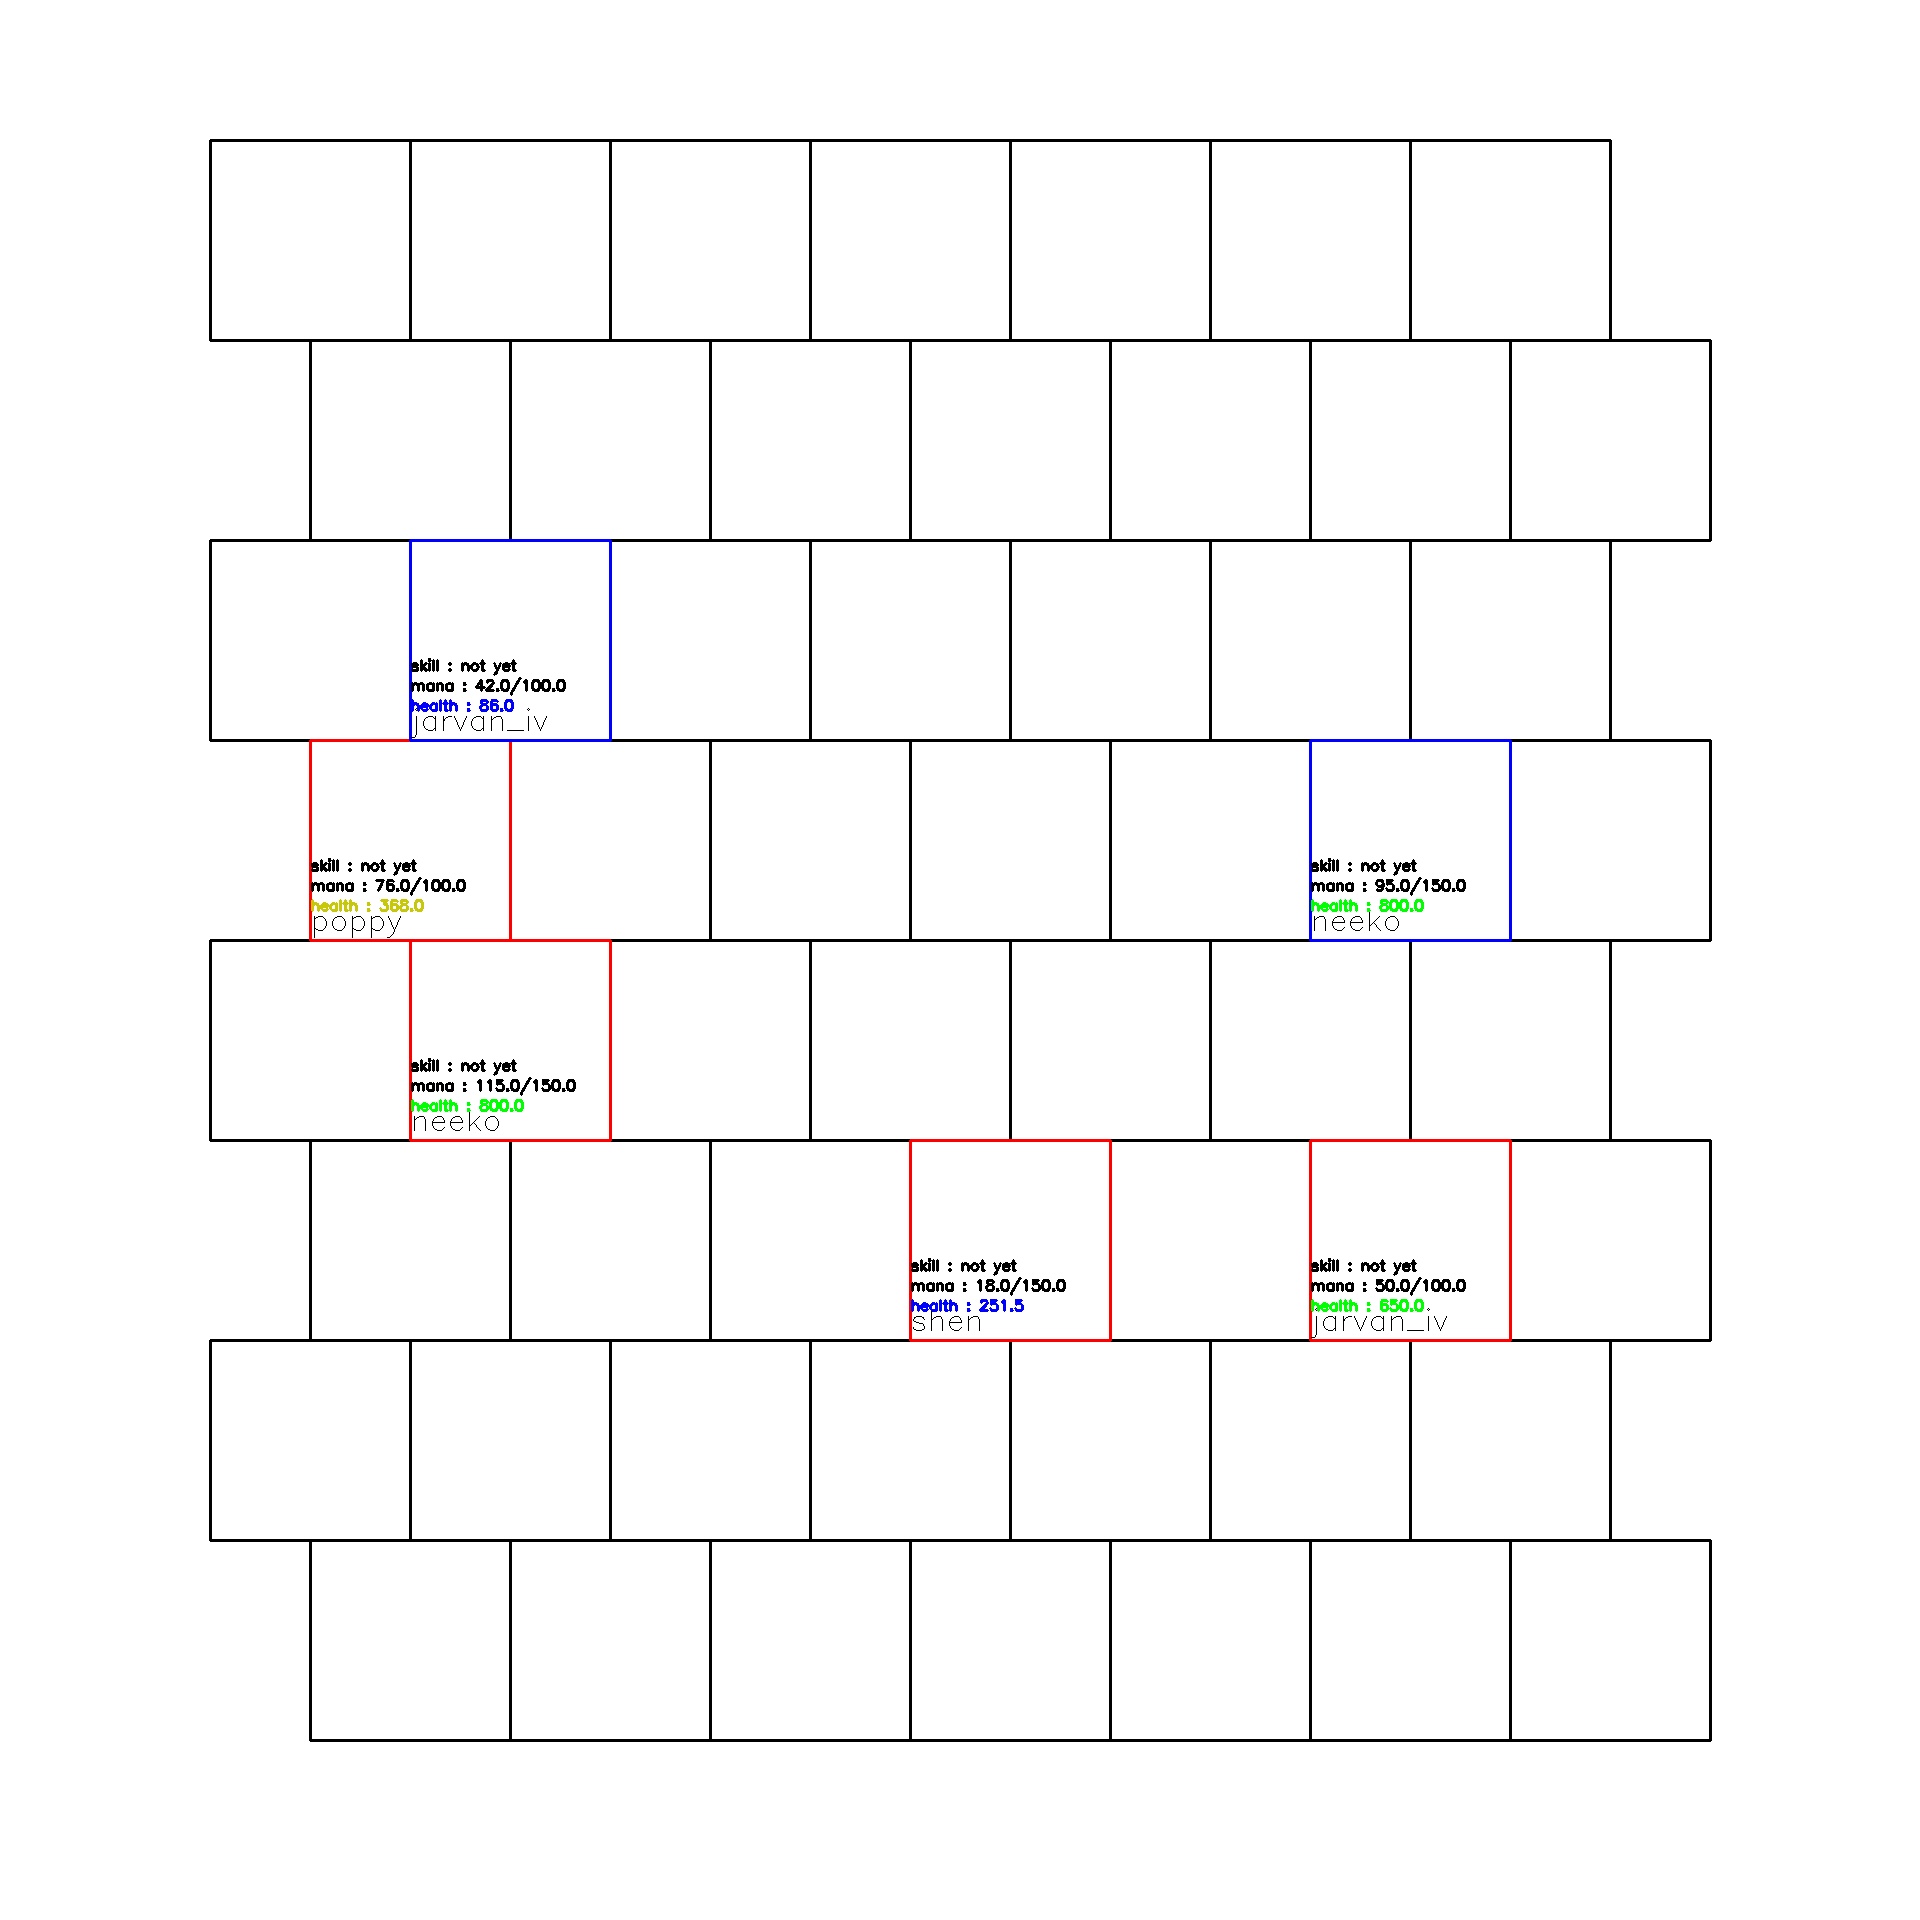 skill : not yet
mana : 42.0/100.0
health : 86.0
jarvan_iv
skill : not yet
mana : 76.0/100.0
health : 368.0
poppy
skill : not yet
mana : 95.0/150.0
health : 800.0
neeko
skill : not yet
mana : 115.0/150.0
health : 800.0
neeko
skill : not yet
mana : 18.0/150.0
health : 251.5
shen
skill : not yet
mana : 50.0/100.0
health : 650.0
jarvan_iv